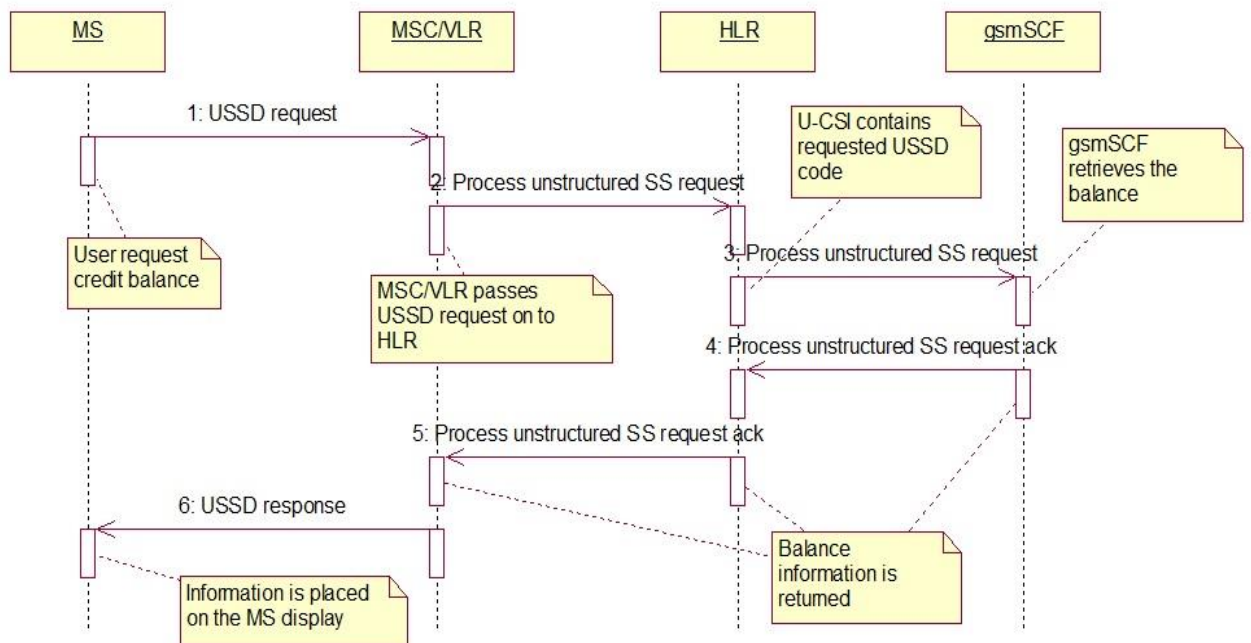 MS
MSC/VLR
HLR
gsmSCF
1: USSD request
U-CSI contains
requested USSD
code
gsmSCF
retrieves the
balance
2: Process unstructured SS request
User request
credit balance
3: Process unstructured SS request
MSC/VLR passes
USSD request on to
HLR
4: Process unstructured SS request ack
5: Process unstructured SS request ack
6: USSD response
Balance
information is
returned
Information is placed
on the MS display